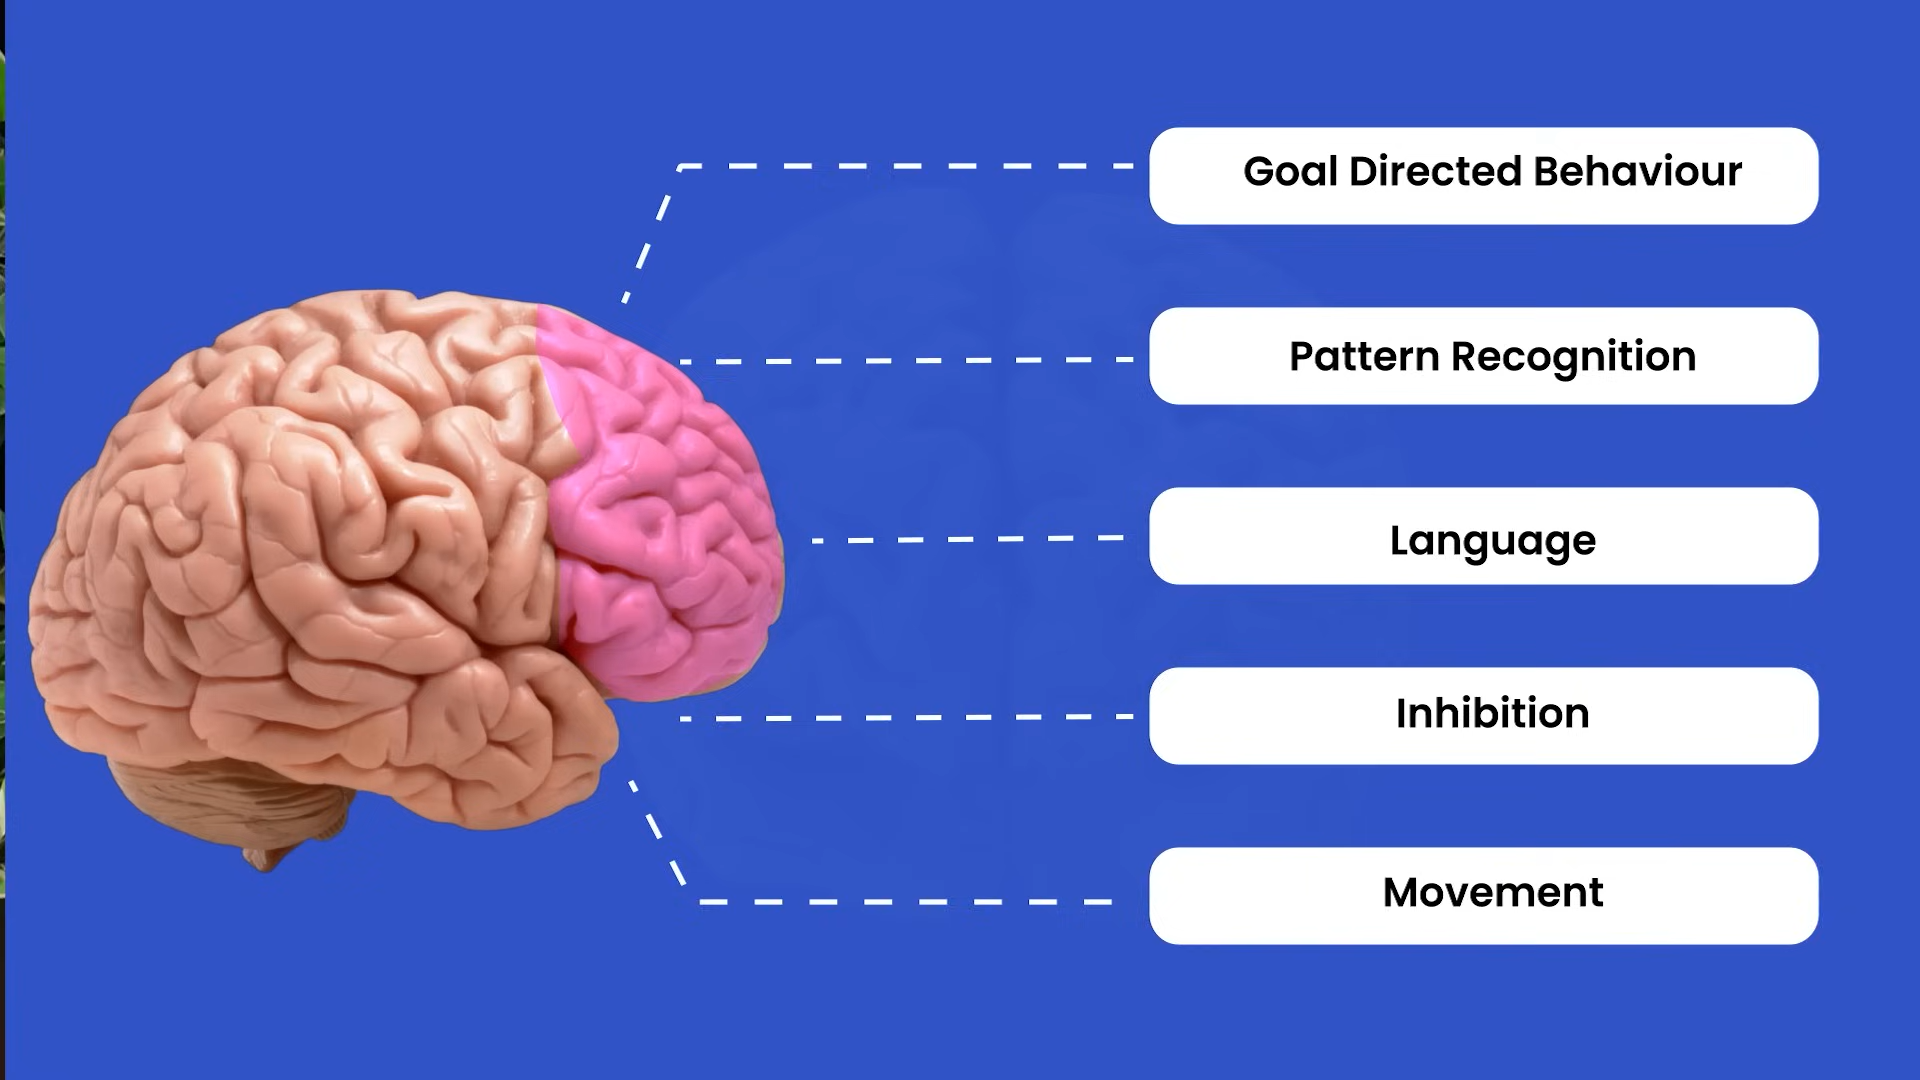 Goal Directed Behaviour
Pattern Recognition
Language
Inhibition
Movement